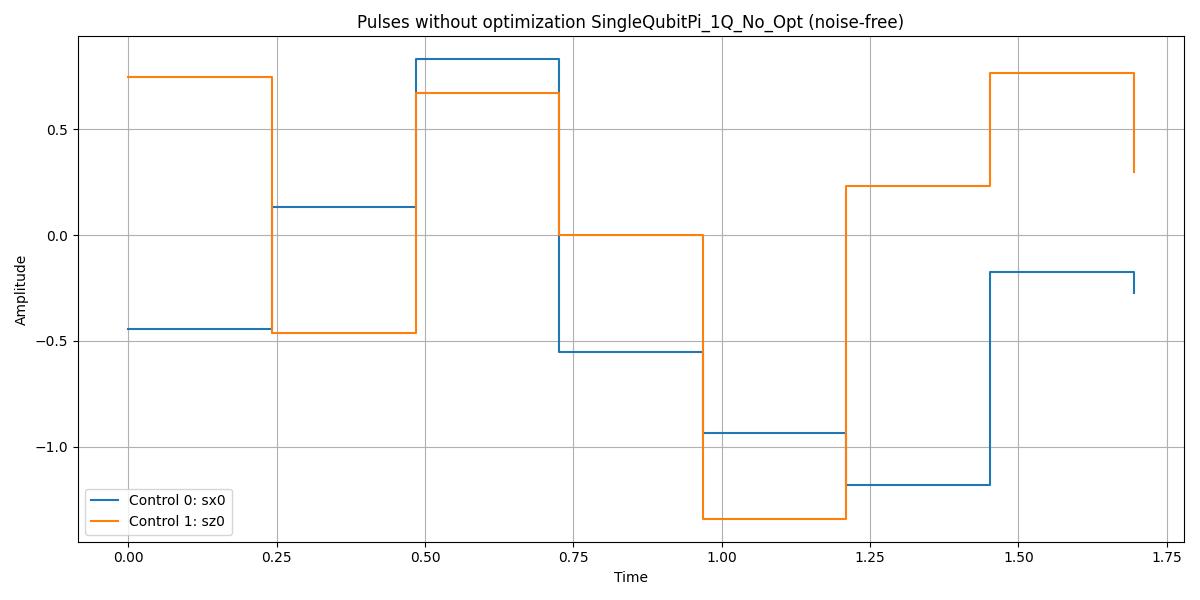 Pulses without optimization SingleQubitPi_1Q_No_Opt (noise-free)
Amplitude
0.5
0.0
−0.5
−1.0
Control 0: sx0
Control 1: sz0
0.00 0.25 0.50 0.75 1.00 1.25 1.50 1.75
Time